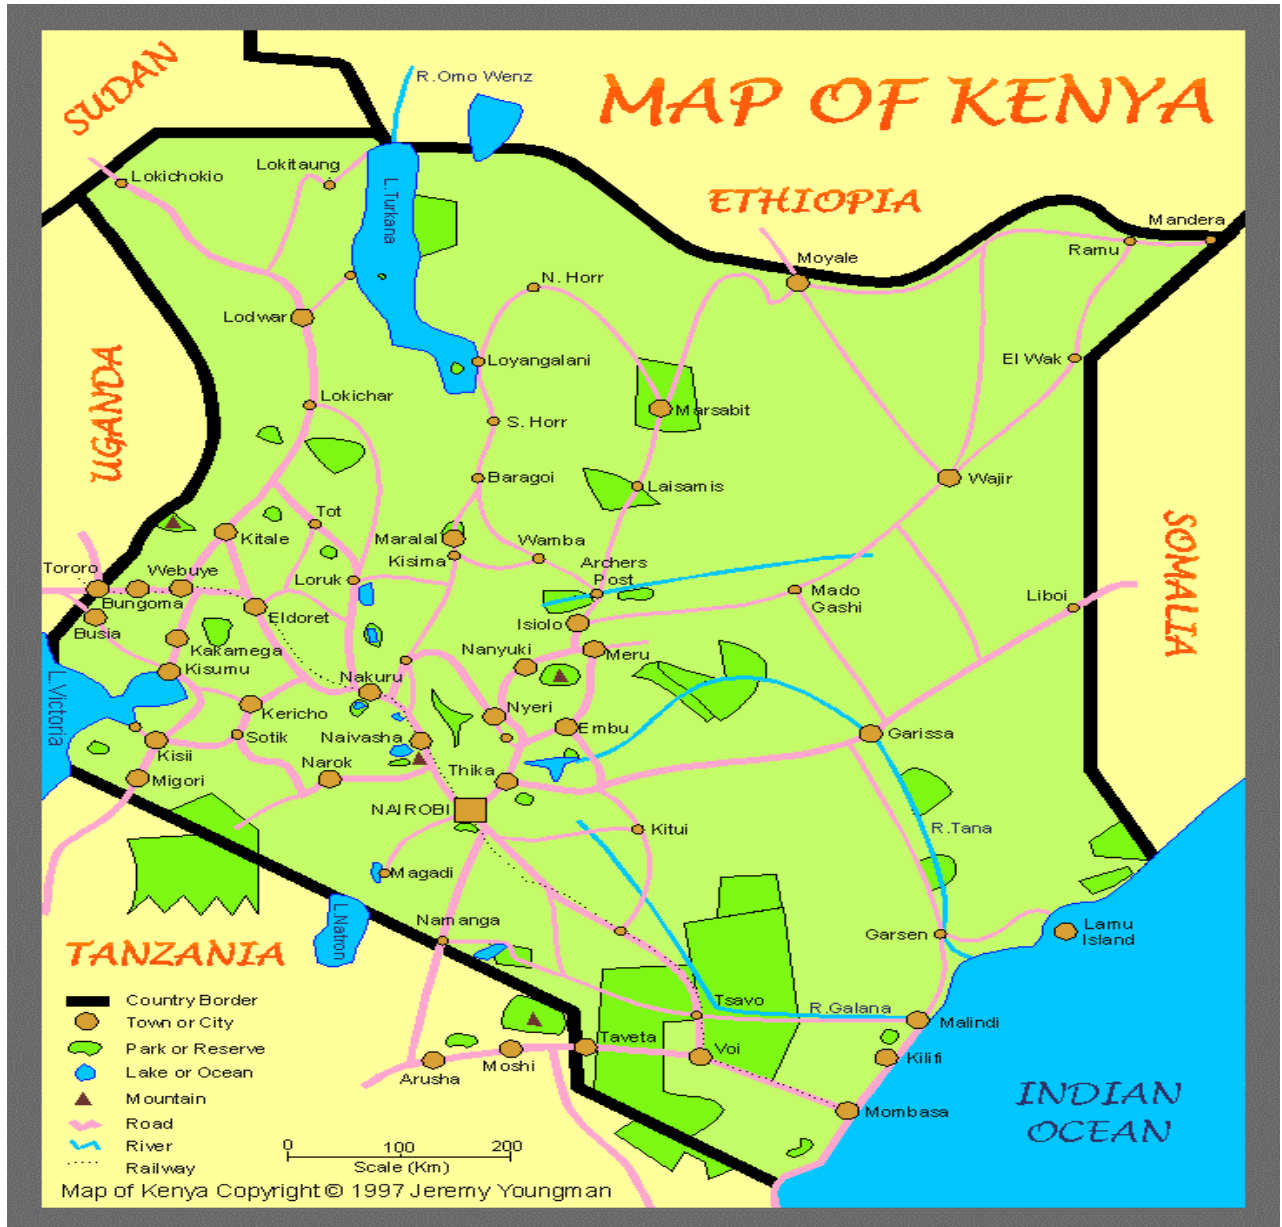 MAP OF KENYA
SUDAN
R.Omo Wenz
Lokitaung
Lokichokio
L.Turkana
ETHIOPIA
Mandera
Ramu
Moyale
N. Horr
Lodwar
UGANDA
Loyangalani
El Wak
Lokichar
Marsabit
S. Horr
Baragoi
Laisamis
Wajir
SOMALIA
Tot
Kitale
Maralal
Kisima
Wamba
Archers
Post
Tororo
Webuye
Loruk
Mado
Gashi
Liboi
Bungoma
Eldoret
Busia
Isiolo
Kakamega
Nanyuki
Meru
Kisumu
Nakuru
L.Victoria
Kericho
Nyeri
Embu
Garissa
Sotik
Naivasha
Kisii
Narok
Thika
Migori
NAIROBI
Kitui
R.Tana
Magadi
L.Natron
Namanga
Garsen
Lamu
Island
TANZANIA
Tsavo
R.Galana
Malindi
Taveta
Voi
Kilifi
Arusha
Moshi
Mombasa
INDIAN
OCEAN
Country Border
Town or City
Park or Reserve
Lake or Ocean
Mountain
Road
River
Railway
0 100 200
Scale (Km)
Map of Kenya Copyright © 1997 Jeremy Youngman